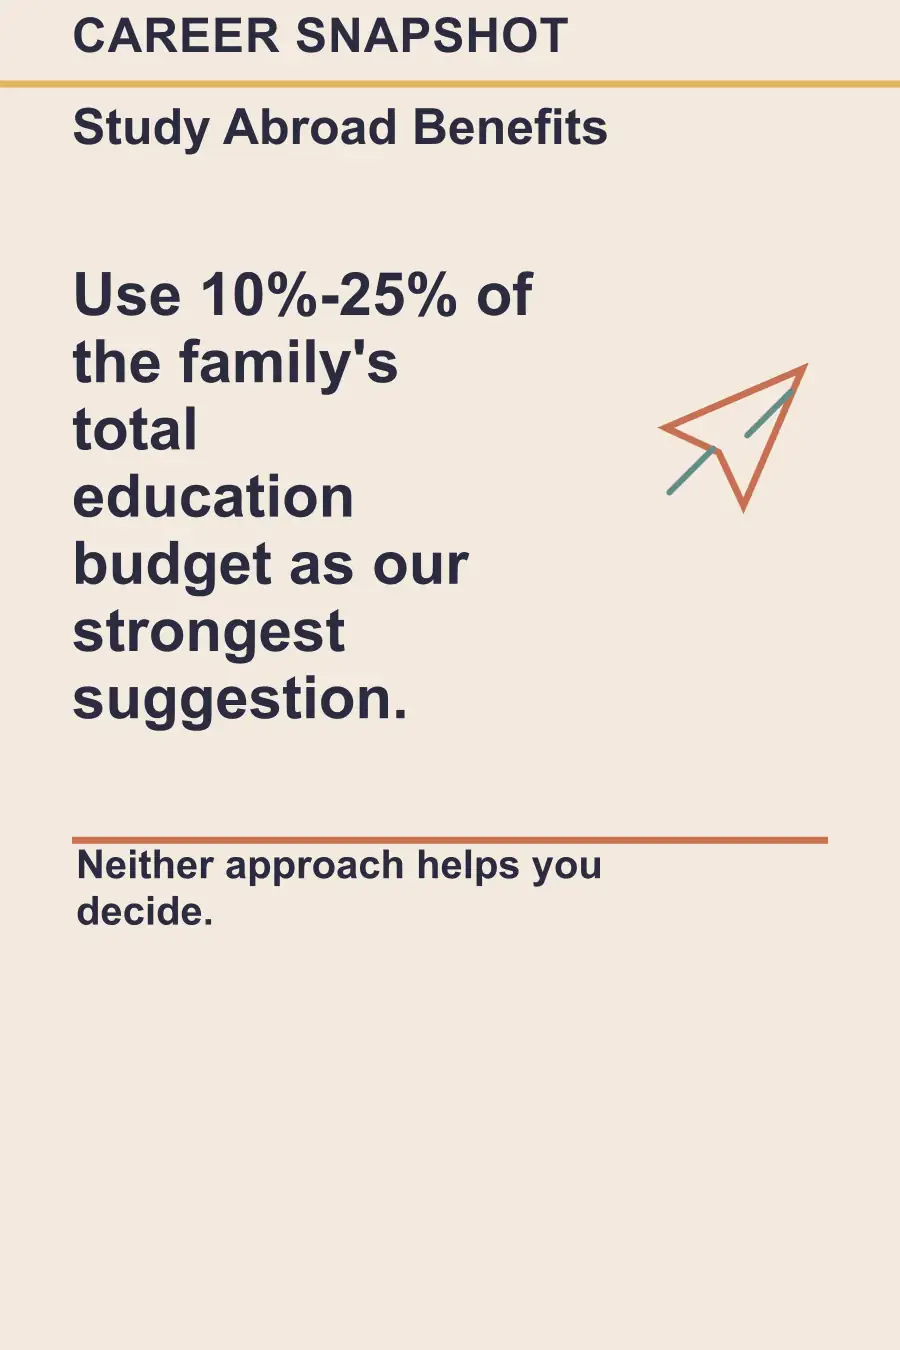 CAREER SNAPSHOT
Study Abroad Benefits
Use 10%-25% of
the family's
total
education
budget as our
strongest
suggestion.
Neither approach helps you
decide.